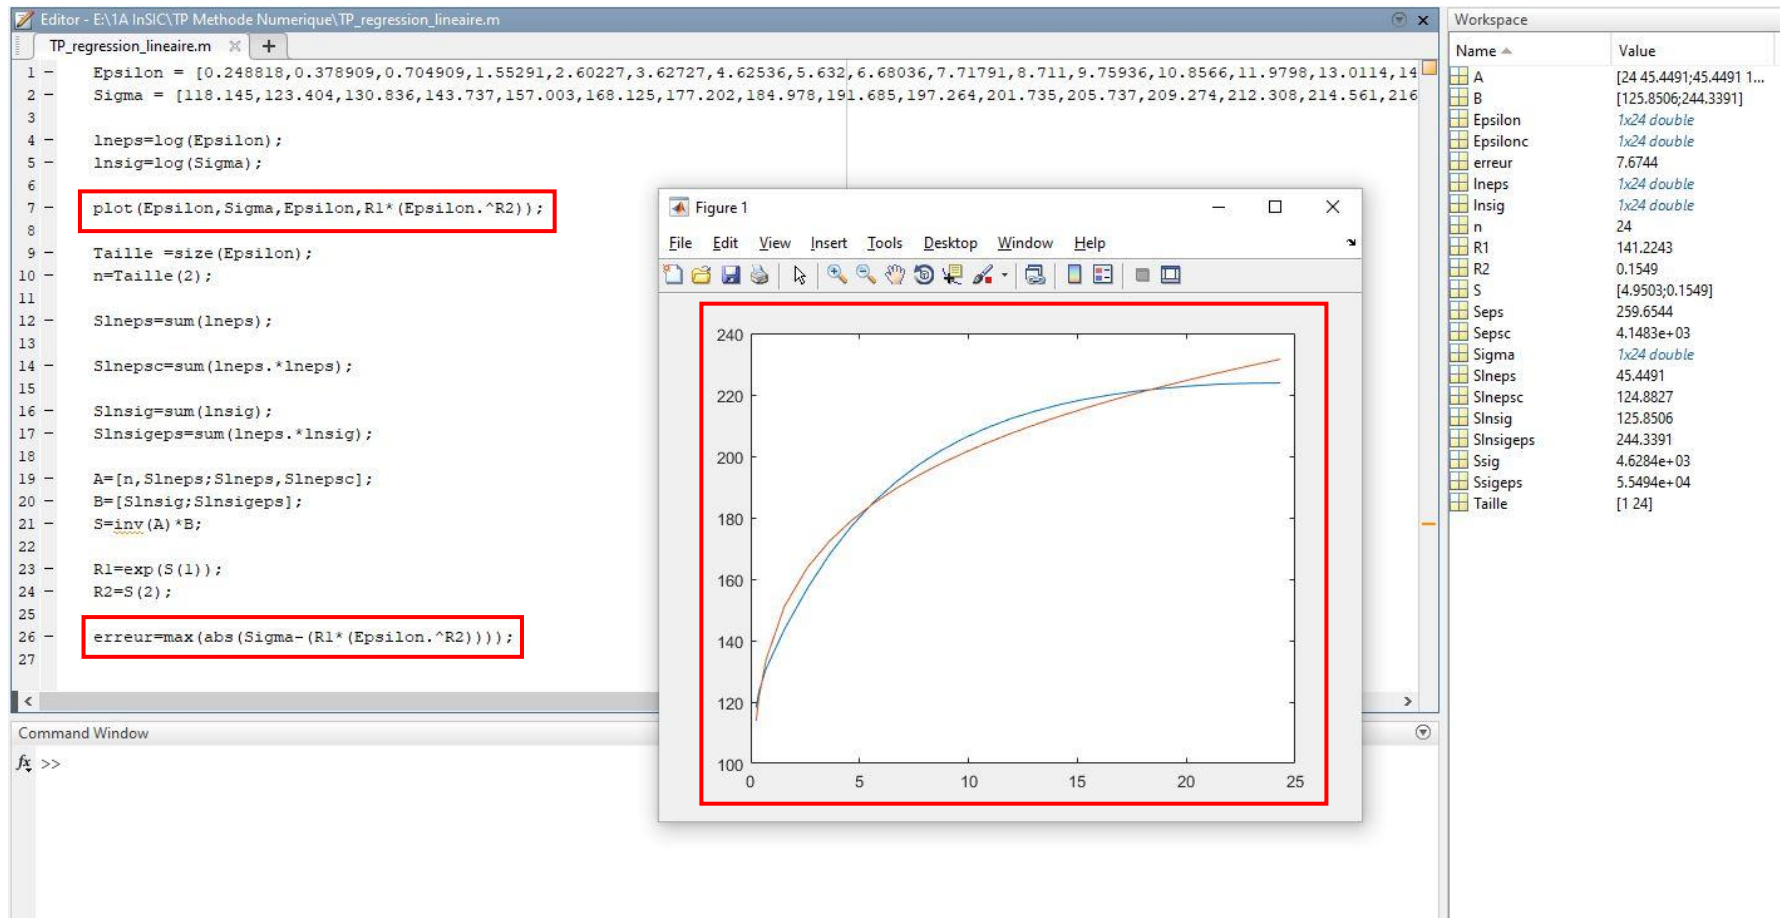 Editor - E:\1A InSIC\TP Methode Numerique\TP_regression_lineaire.m
TP_regression_lineaire.m
1 - Epsilon = [0.248818,0.378909,0.704909,1.55291,2.60227,3.62727,4.62536,5.632,6.68036,7.71791,8.711,9.75936,10.8566,11.9798,13.0114,14
2 - Sigma = [118.145,123.404,130.836,143.737,157.003,168.125,177.202,184.978,191.685,197.264,201.735,205.737,209.274,212.308,214.561,216
3
4 - lneps=log(Epsilon);
5 - lnsig=log(Sigma);
6
7 - plot(Epsilon,Sigma,Epsilon,R1*(Epsilon.^R2));
8
9 - Taille =size(Epsilon);
10 - n=Taille(2);
11
12 - Slneps=sum(lneps);
13
14 - Slnepsc=sum(lneps.*lneps);
15
16 - Slnsig=sum(lnsig);
17 - Slnsigeps=sum(lneps.*lnsig);
18
19 - A=[n,Slneps;Slneps,Slnepsc];
20 - B=[Slnsig;Slnsigeps];
21 - S=inv(A)*B;
22
23 - R1=exp(S(1));
24 - R2=S(2);
25
26 - erreur=max(abs(Sigma-(R1*(Epsilon.^R2))));
27
Command Window
fx >>
Figure 1
File Edit View Insert Tools Desktop Window Help
240
220
200
180
160
140
120
100
0 5 10 15 20 25
Workspace
Name Value
A [24 45.4491;45.4491 1...
B [125.8506;244.3391]
Epsilon 1x24 double
Epsilonc 1x24 double
erreur 7.6744
lneps 1x24 double
lnsig 1x24 double
n 24
R1 141.2243
R2 0.1549
S [4.9503;0.1549]
Seps 259.6544
Sepsc 4.1483e+03
Sigma 1x24 double
Slneps 45.4491
Slnepsc 124.8827
Slnsig 125.8506
Slnsigeps 244.3391
Ssig 4.6284e+03
Ssigeps 5.5494e+04
Taille [1 24]